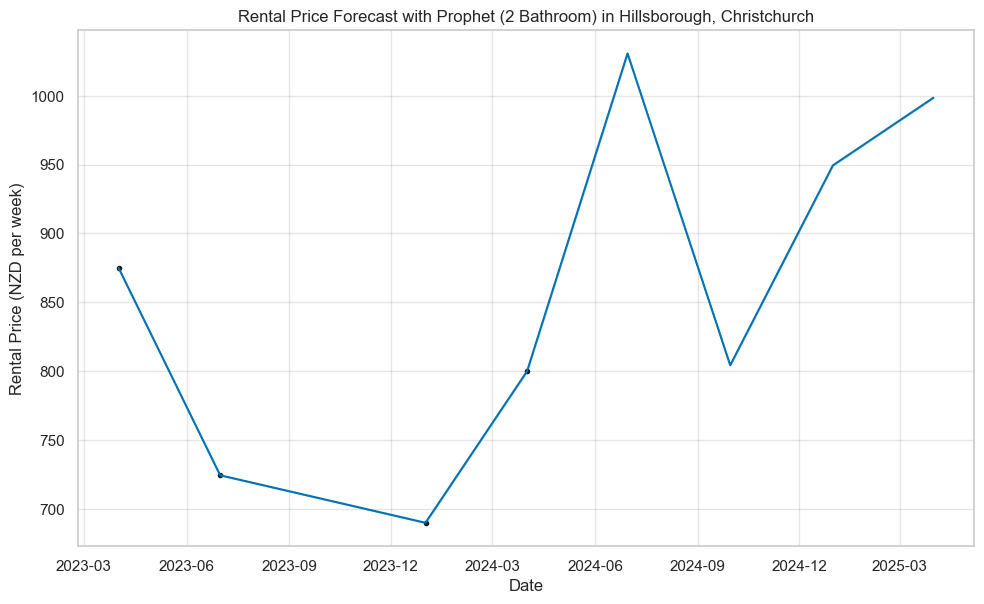 Rental Price Forecast with Prophet (2 Bathroom) in Hillsborough, Christchurch
Rental Price (NZD per week)
1000
950
900
850
800
750
700
2023-03 2023-06 2023-09 2023-12 2024-03 2024-06 2024-09 2024-12 2025-03
Date